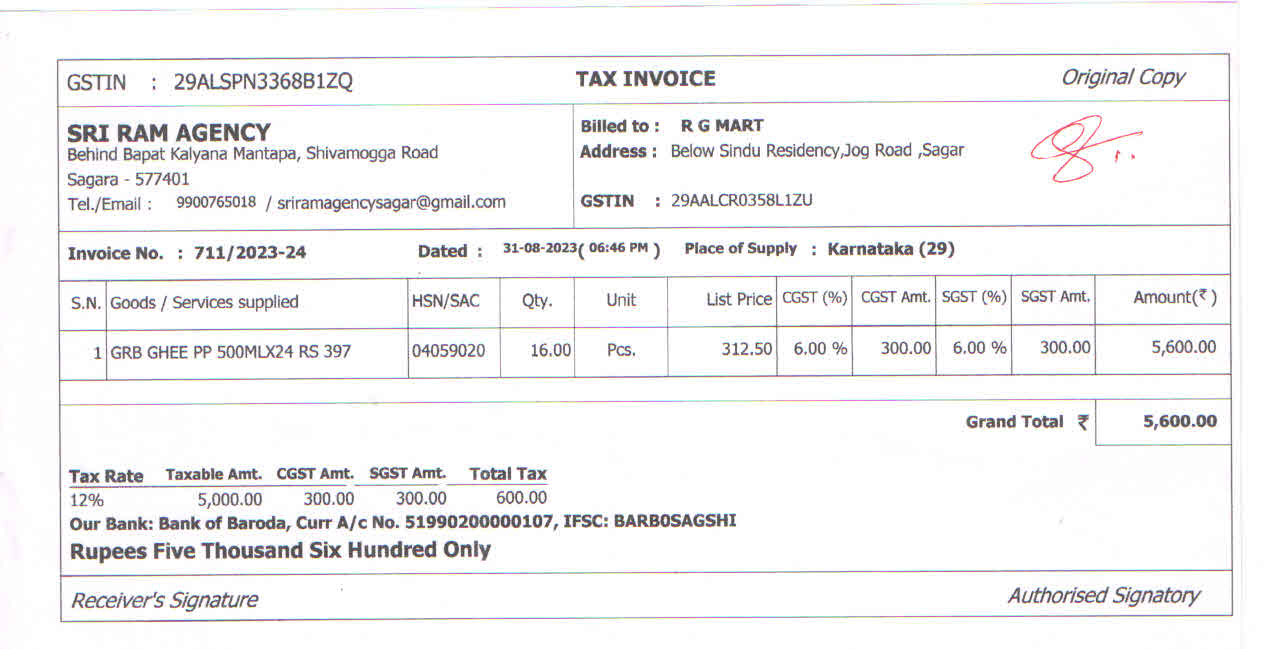 GSTIN : 29ALSPN3368B1ZQ TAX INVOICE Original Copy
SRI RAM AGENCY
Behind Bapat Kalyana Mantapa, Shivamogga Road
Sagara - 577401
Tel./Email : 9900765018 / sriramagencysagar@gmail.com
Billed to : R G MART
Address : Below Sindu Residency,Jog Road ,Sagar
GSTIN : 29AALCR0358L1ZU
Invoice No. : 711/2023-24 Dated : 31-08-2023( 06:46 PM ) Place of Supply : Karnataka (29)
S.N. Goods / Services supplied HSN/SAC Qty. Unit List Price CGST (%) CGST Amt. SGST (%) SGST Amt. Amount(₹ )
1 GRB GHEE PP 500MLX24 RS 397 04059020 16.00 Pcs. 312.50 6.00 % 300.00 6.00 % 300.00 5,600.00
Grand Total ₹ 5,600.00
Tax Rate Taxable Amt. CGST Amt. SGST Amt. Total Tax
12% 5,000.00 300.00 300.00 600.00
Our Bank: Bank of Baroda, Curr A/c No. 51990200000107, IFSC: BARB0SAGSHI
Rupees Five Thousand Six Hundred Only
Receiver's Signature Authorised Signatory